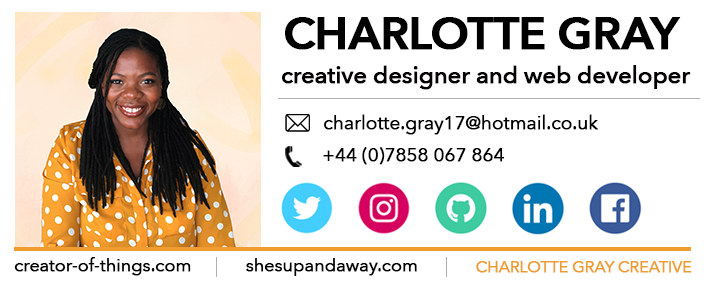 CHARLOTTE GRAY
creative designer and web developer
charlotte.gray17@hotmail.co.uk
+44 (0)7858 067 864
in
creator-of-things.com
shesupandaway.com
CHARLOTTE GRAY CREATIVE